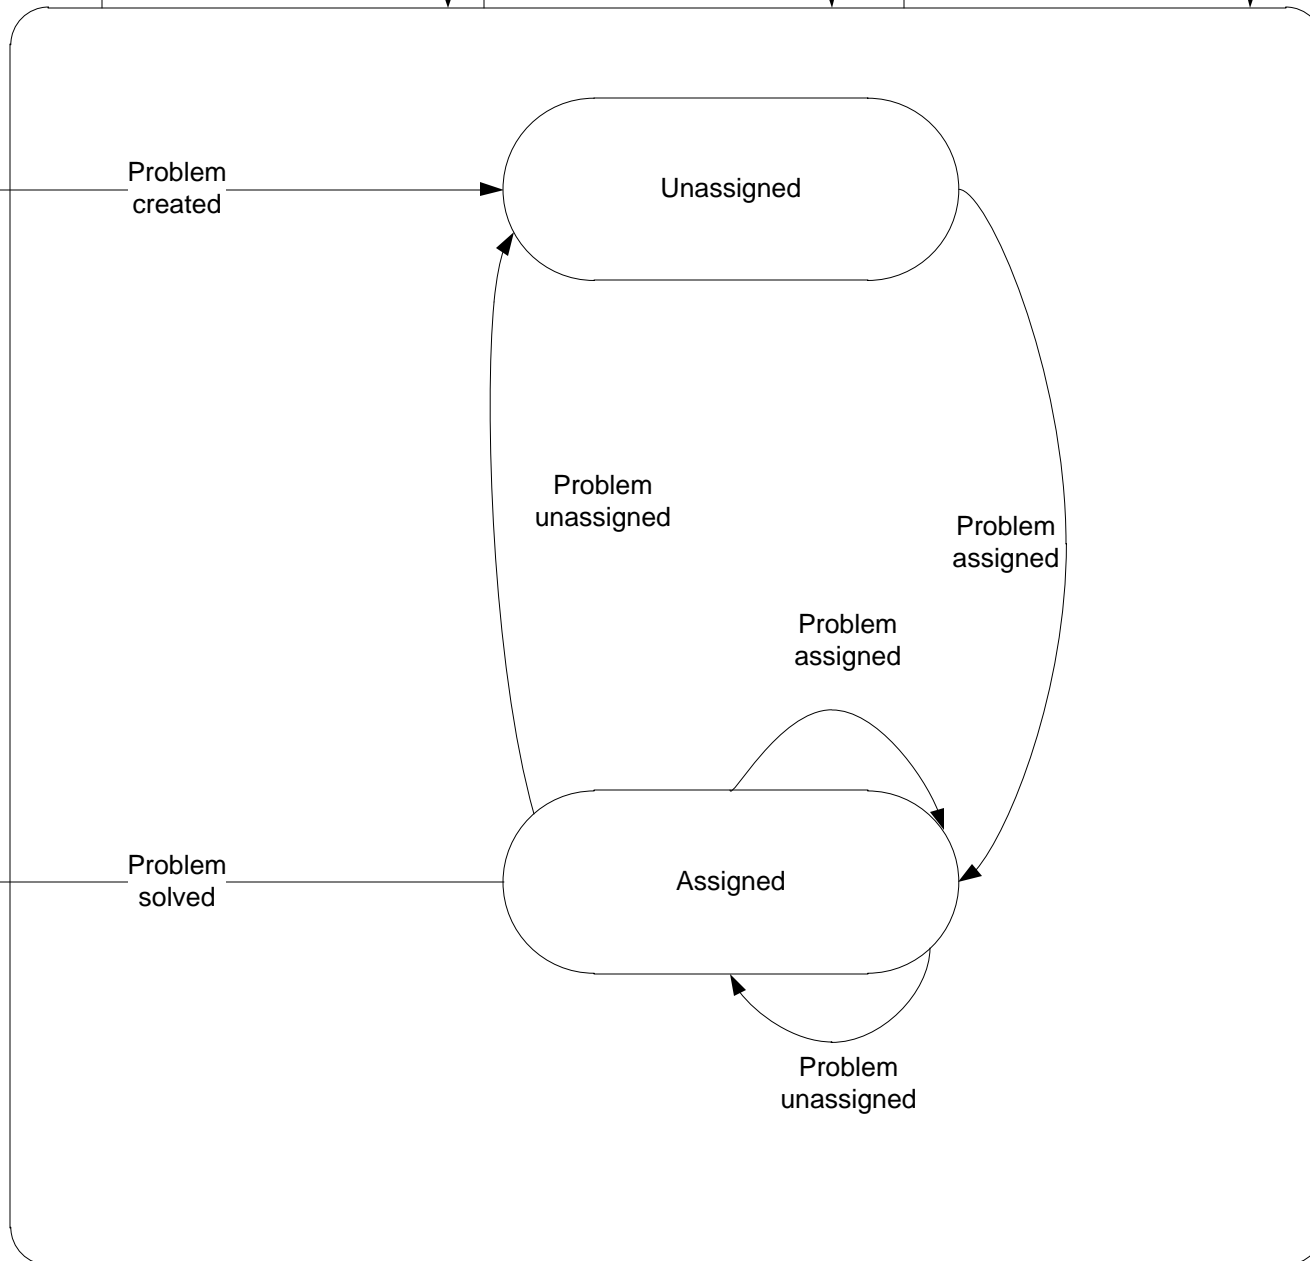 Problem
created
Unassigned
Problem
unassigned
Problem
assigned
Problem
assigned
Problem
solved
Assigned
Problem
unassigned